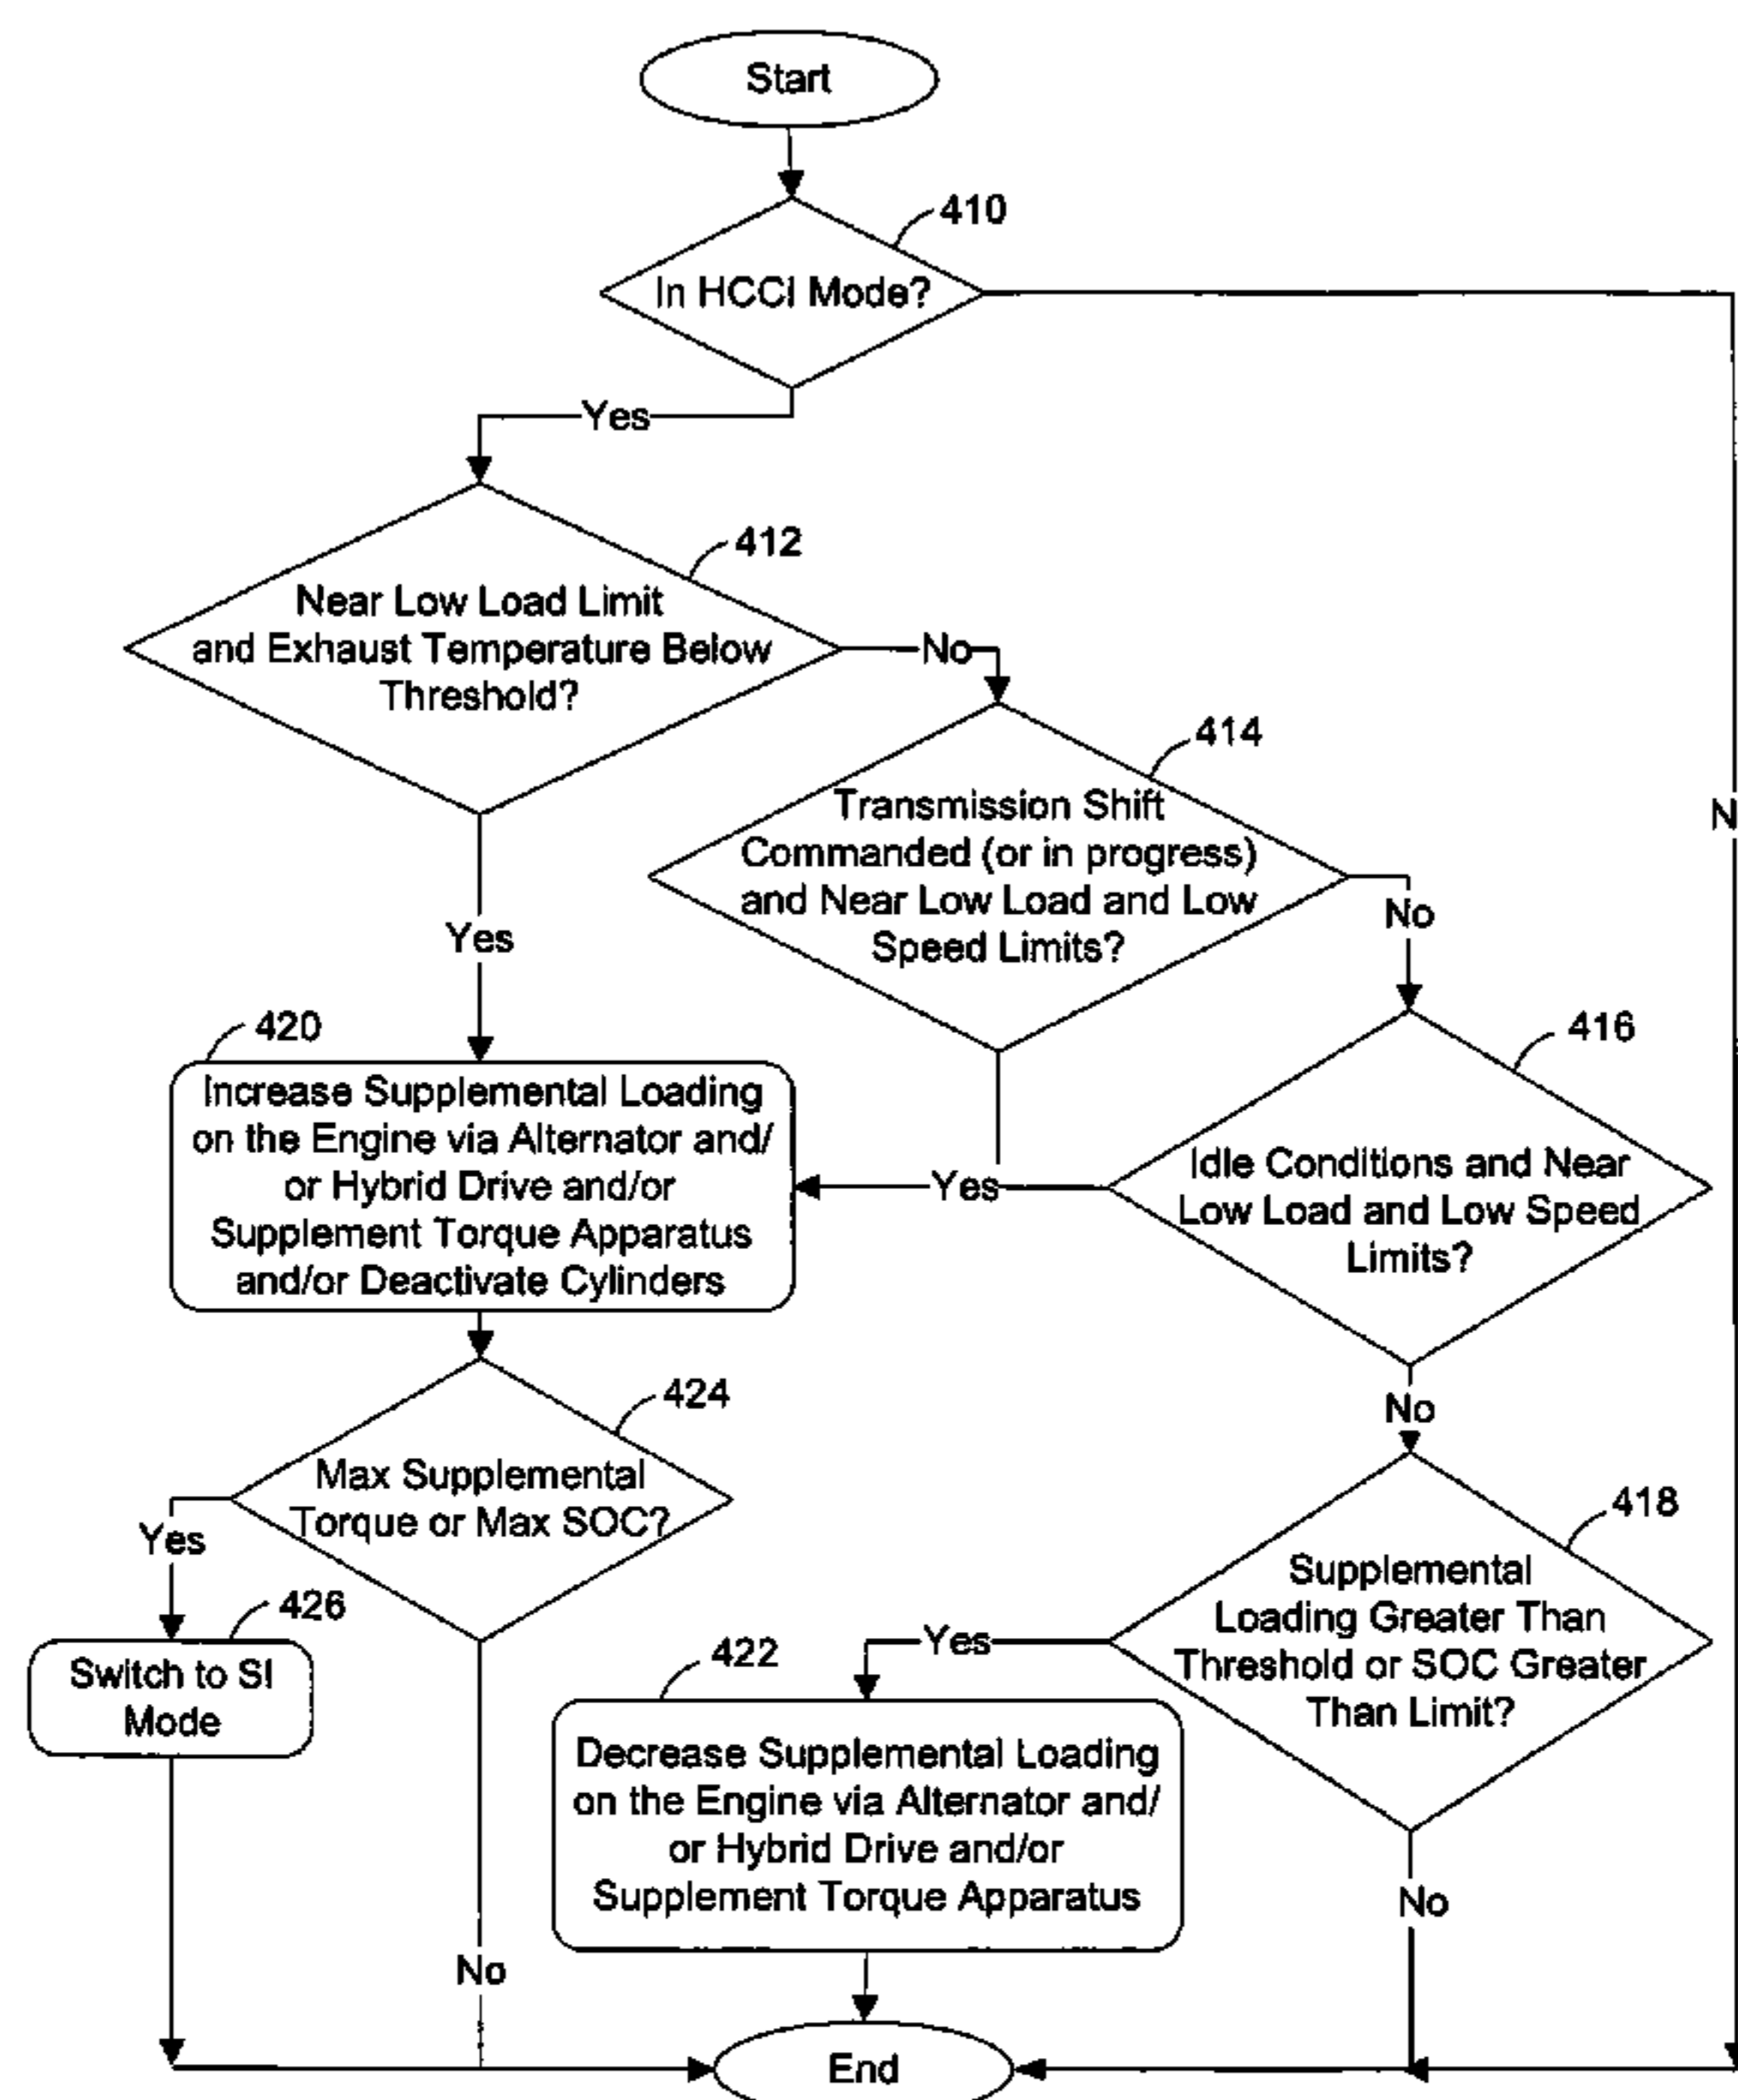 Start
410
In HCCI Mode?
Yes
412
Near Low Load Limit
and Exhaust Temperature Below
Threshold?
No
414
Transmission Shift
Commanded (or in progress)
and Near Low Load and Low
Speed Limits?
N
No
Yes
416
Idle Conditions and Near
Low Load and Low Speed
Limits?
420
Increase Supplemental Loading
on the Engine via Alternator and/
or Hybrid Drive and/or
Supplement Torque Apparatus
and/or Deactivate Cylinders
Yes
No
424
Max Supplemental
Torque or Max SOC?
Yes
418
Supplemental
Loading Greater Than
Threshold or SOC Greater
Than Limit?
426
Switch to SI
Mode
Yes
422
Decrease Supplemental Loading
on the Engine via Alternator and/
or Hybrid Drive and/or
Supplement Torque Apparatus
No
No
End